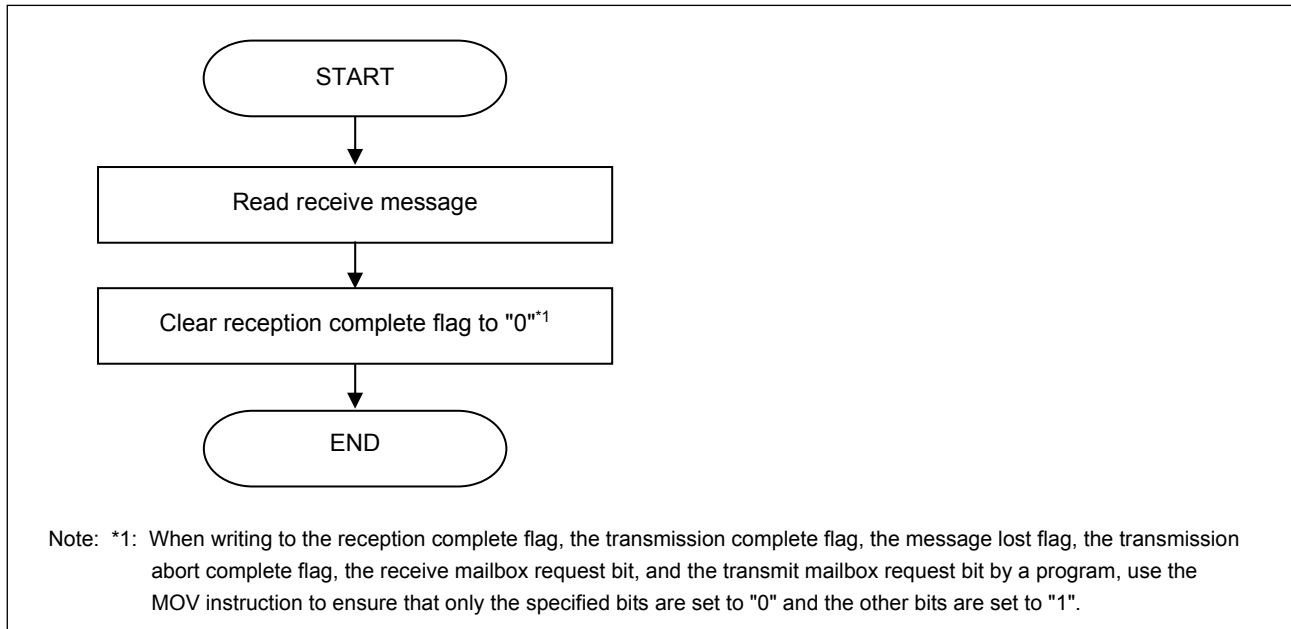 START
Read receive message
Clear reception complete flag to "0"*1
END
Note: *1: When writing to the reception complete flag, the transmission complete flag, the message lost flag, the transmission
abort complete flag, the receive mailbox request bit, and the transmit mailbox request bit by a program, use the
MOV instruction to ensure that only the specified bits are set to "0" and the other bits are set to "1".